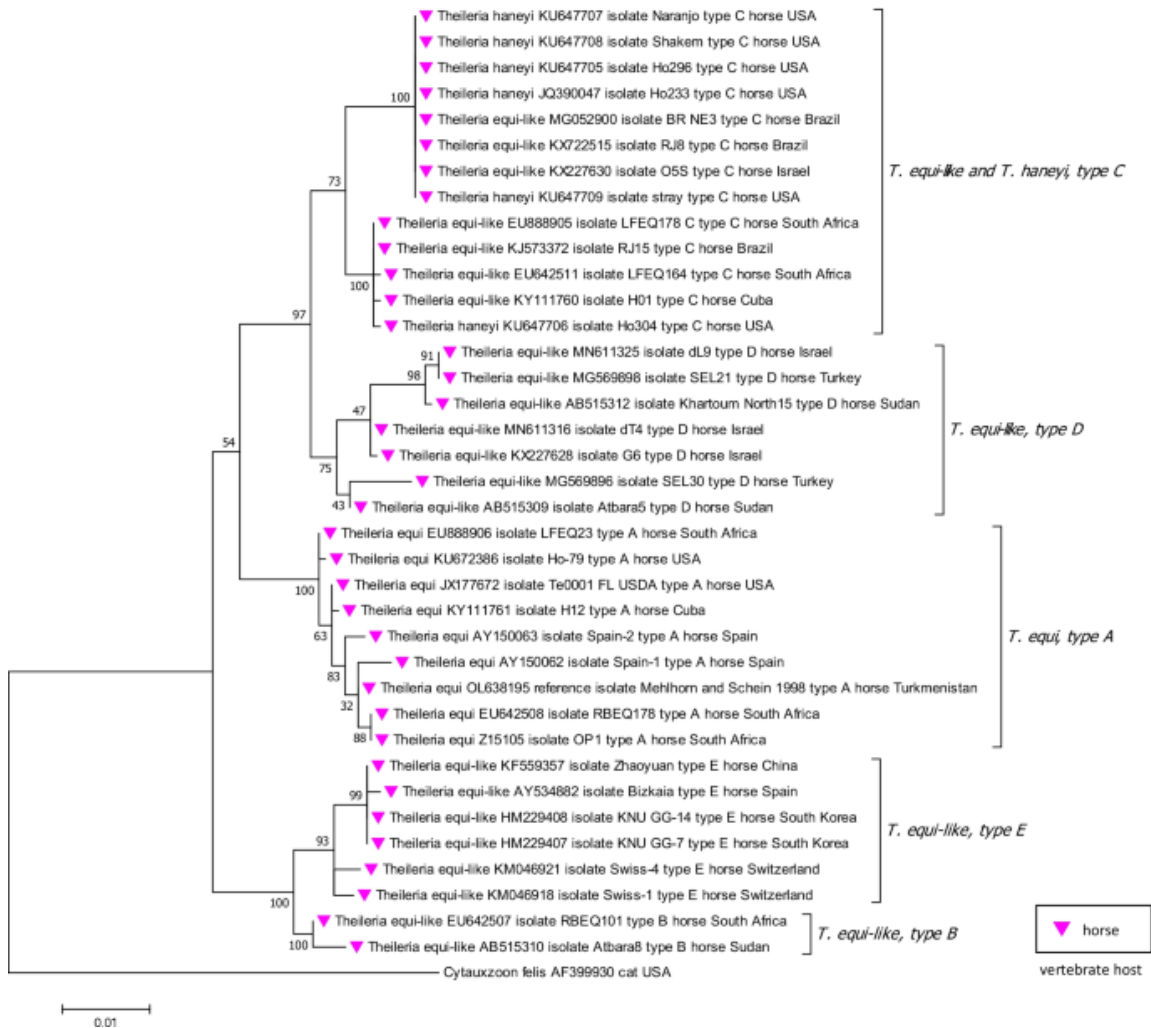 Theileria haneyi KU647707 isolate Naranjo type C horse USA
Theileria haneyi KU647708 isolate Shakem type C horse USA
Theileria haneyi KU647705 isolate Ho296 type C horse USA
Theileria haneyi JQ390047 isolate Ho233 type C horse USA
100
Theileria equi-like MG052900 isolate BR NE3 type C horse Brazil
Theileria equi-like KX722515 isolate RJ8 type C horse Brazil
T. equi-like and T. haneyi, type C
Theileria equi-like KX227630 isolate O5S type C horse Israel
73
Theileria haneyi KU647709 isolate stray type C horse USA
Theileria equi-like EU888905 isolate LFEQ178 C type C horse South Africa
Theileria equi-like KJ573372 isolate RJ15 type C horse Brazil
Theileria equi-like EU642511 isolate LFEQ164 type C horse South Africa
100
Theileria equi-like KY111760 isolate H01 type C horse Cuba
97
Theileria haneyi KU647706 isolate Ho304 type C horse USA
91
Theileria equi-like MN611325 isolate dL9 type D horse Israel
98
Theileria equi-like MG569898 isolate SEL21 type D horse Turkey
Theileria equi-like AB515312 isolate Khartoum North15 type D horse Sudan
47
T. equi-like, type D
Theileria equi-like MN611316 isolate dT4 type D horse Israel
54
Theileria equi-like KX227628 isolate G6 type D horse Israel
75
Theileria equi-like MG569896 isolate SEL30 type D horse Turkey
43
Theileria equi-like AB515309 isolate Atbara5 type D horse Sudan
Theileria equi EU888906 isolate LFEQ23 type A horse South Africa
Theileria equi KU672386 isolate Ho-79 type A horse USA
100
Theileria equi JX177672 isolate Te0001 FL USDA type A horse USA
Theileria equi KY111761 isolate H12 type A horse Cuba
63
Theileria equi AY150063 isolate Spain-2 type A horse Spain
T. equi, type A
Theileria equi AY150062 isolate Spain-1 type A horse Spain
83
Theileria equi OL638195 reference isolate Mehlhorn and Schein 1998 type A horse Turkmenistan
32
Theileria equi EU642508 isolate RBEQ178 type A horse South Africa
88
Theileria equi Z15105 isolate OP1 type A horse South Africa
Theileria equi-like KF559357 isolate Zhaoyuan type E horse China
99
Theileria equi-like AY534882 isolate Bizkaia type E horse Spain
Theileria equi-like HM229408 isolate KNU GG-14 type E horse South Korea
T. equi-like, type E
93
Theileria equi-like HM229407 isolate KNU GG-7 type E horse South Korea
Theileria equi-like KM046921 isolate Swiss-4 type E horse Switzerland
Theileria equi-like KM046918 isolate Swiss-1 type E horse Switzerland
100
Theileria equi-like EU642507 isolate RBEQ101 type B horse South Africa
T. equi-like, type B
100
Theileria equi-like AB515310 isolate Atbara8 type B horse Sudan
horse
Cytauxzoon felis AF399930 cat USA
vertebrate host
0.01